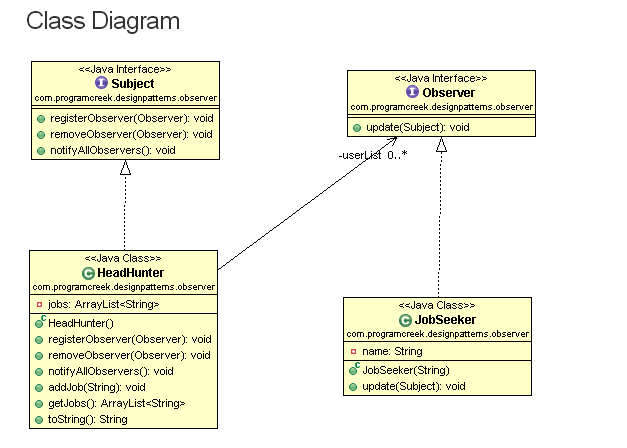 Class Diagram
<<Java Interface>>
Subject
com.programcreek.designpatterns.observer
registerObserver(Observer): void
removeObserver(Observer): void
notifyAllObservers(): void
<<Java Interface>>
Observer
com.programcreek.designpatterns.observer
update(Subject): void
-userList 0..*
<<Java Class>>
HeadHunter
com.programcreek.designpatterns.observer
jobs: ArrayList<String>
HeadHunter()
registerObserver(Observer): void
removeObserver(Observer): void
notifyAllObservers(): void
addJob(String): void
getJobs(): ArrayList<String>
toString(): String
<<Java Class>>
JobSeeker
com.programcreek.designpatterns.observer
name: String
JobSeeker(String)
update(Subject): void